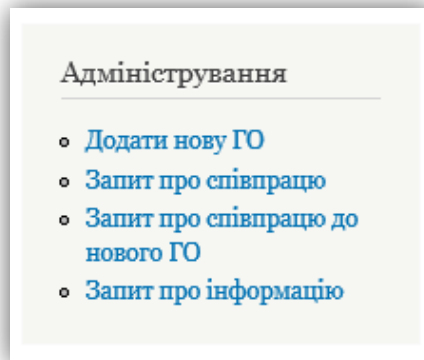 Адміністрування
Додати нову ГО
Запит про співпрацю
Запит про співпрацю до
нового ГО
Запит про інформацію